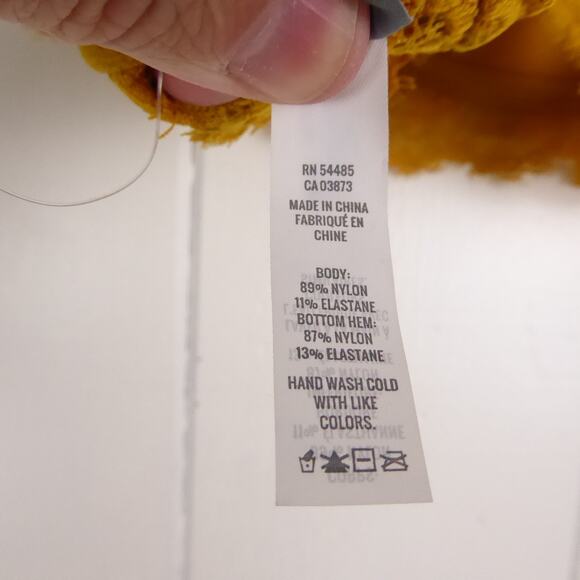 RN 54485
CA 03873
MADE IN CHINA
FABRIQUÉ EN
CHINE
BODY:
89% NYLON
11% ELASTANE
BOTTOM HEM:
87% NYLON
13% ELASTANE
HAND WASH COLD
WITH LIKE
COLORS.